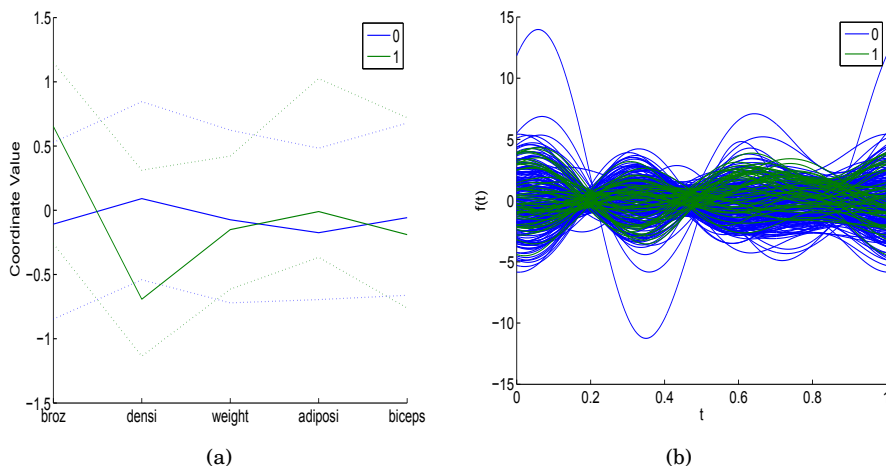 1.5
1
0.5
0
−0.5
−1
−1.5
Coordinate Value
broz densi weight adiposi biceps
0
1
(a)
15
10
5
0
−5
−10
−15
f(t)
0 0.2 0.4 0.6 0.8 1
t
0
1
(b)